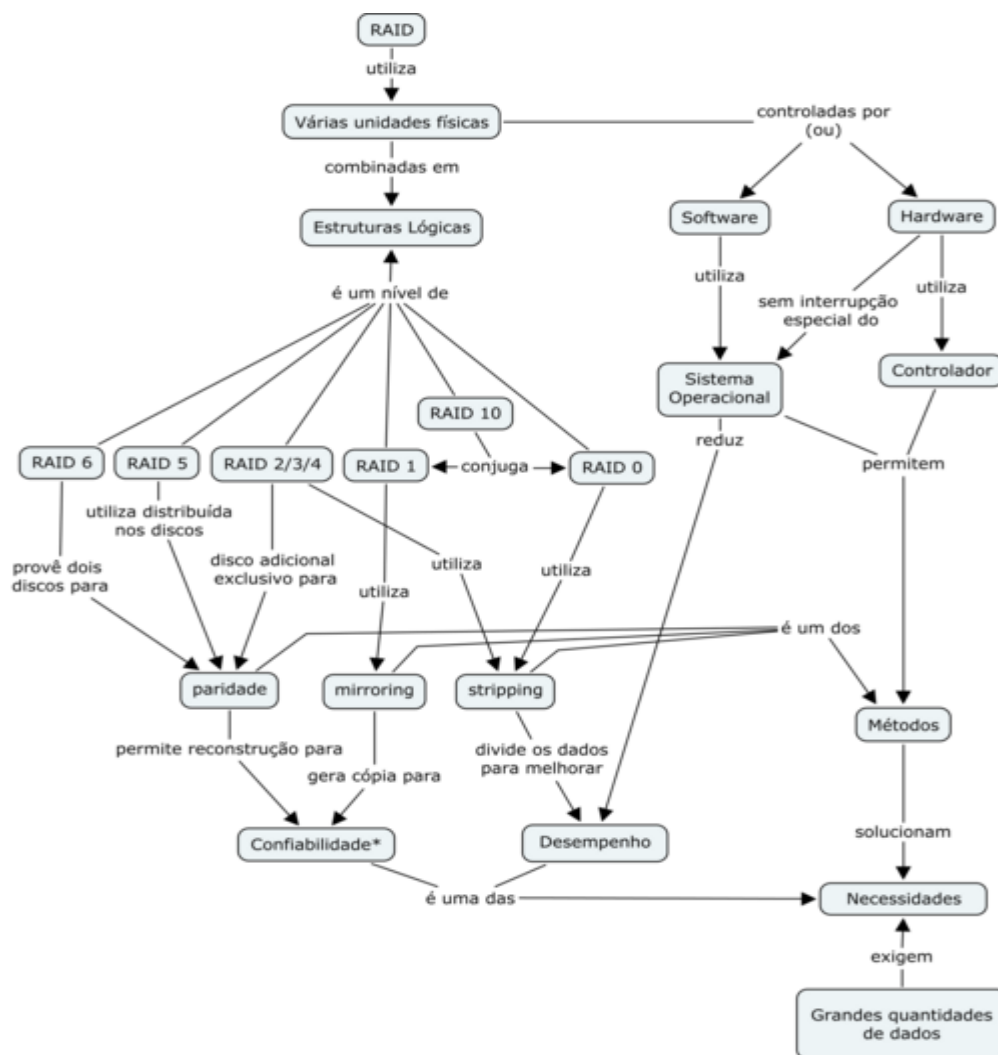 RAID
utiliza
Várias unidades físicas
controladas por
(ou)
combinadas em
Estruturas Lógicas
Software
Hardware
utiliza
utiliza
é um nível de
sem interrupção
especial do
Sistema
Operacional
Controlador
RAID 10
reduz
RAID 6
RAID 5
RAID 2/3/4
RAID 1
conjuga
RAID 0
permitem
utiliza distribuída
nos discos
provê dois
discos para
disco adicional
exclusivo para
utiliza
utiliza
utiliza
é um dos
paridade
mirroring
stripping
Métodos
permite reconstrução para
gera cópia para
divide os dados
para melhorar
Confiabilidade*
Desempenho
solucionam
é uma das
Necessidades
exigem
Grandes quantidades
de dados